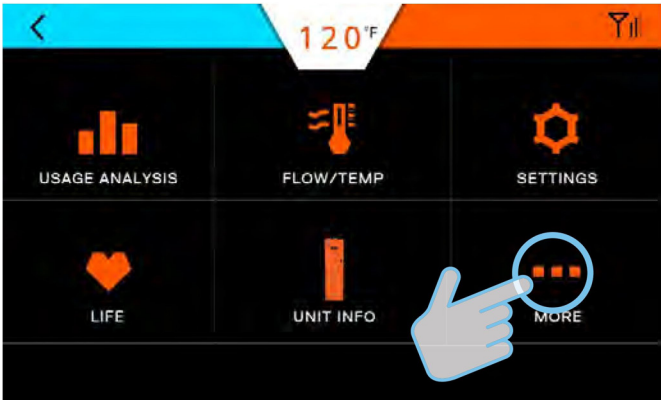 120°F
USAGE ANALYSIS FLOW/TEMP SETTINGS
LIFE UNIT INFO MORE